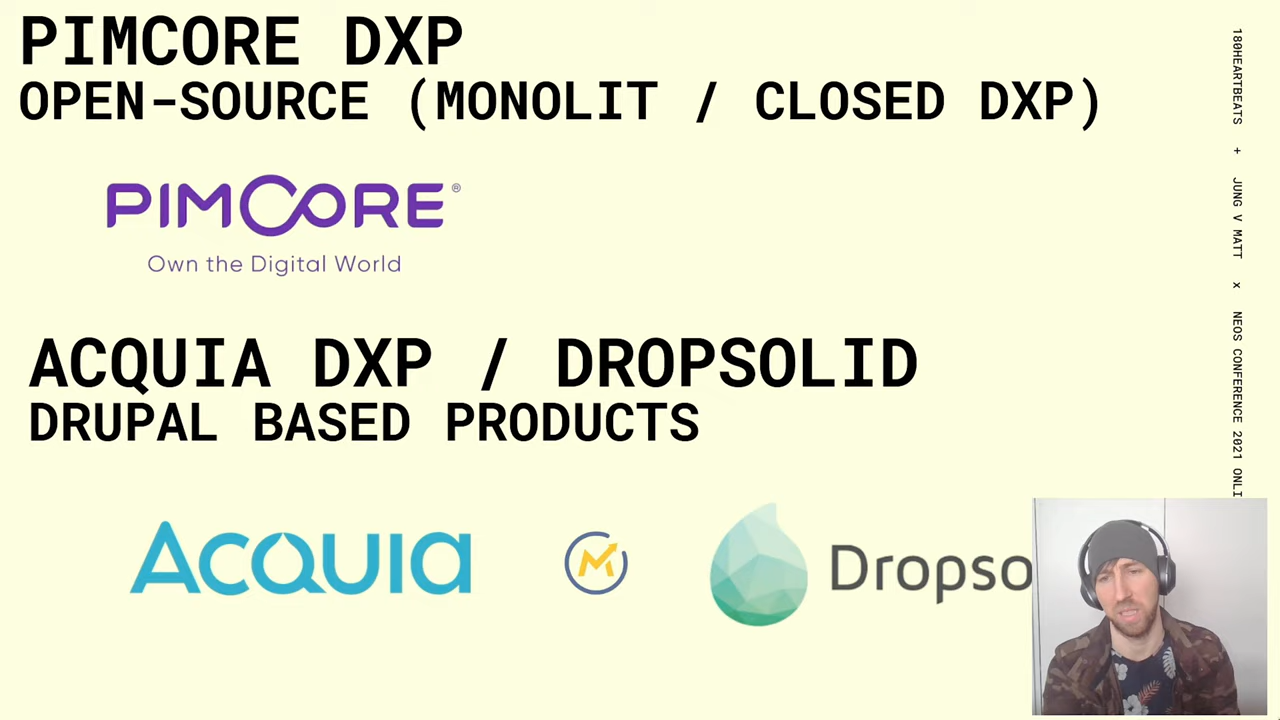 PIMCORE DXP
OPEN-SOURCE (MONOLIT / CLOSED DXP)
PIMCORE®
Own the Digital World
ACQUIA DXP / DROPSOLID
DRUPAL BASED PRODUCTS
ACQUIA
M
Dropso
180HEARTBEATS + JUNG V MATT x NEOS CONFERENCE 2021 ONLI